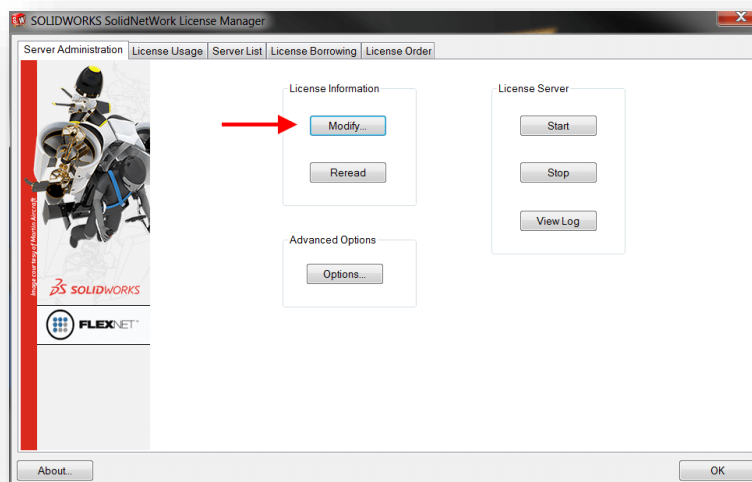 SOLIDWORKS SolidNetWork License Manager
Server Administration License Usage Server List License Borrowing License Order
License Information
Modify...
Reread
License Server
Start
Stop
View Log
Advanced Options
Options...
Image courtesy of Martin Aircraft
3S SOLIDWORKS
FLEXNET
About...
OK